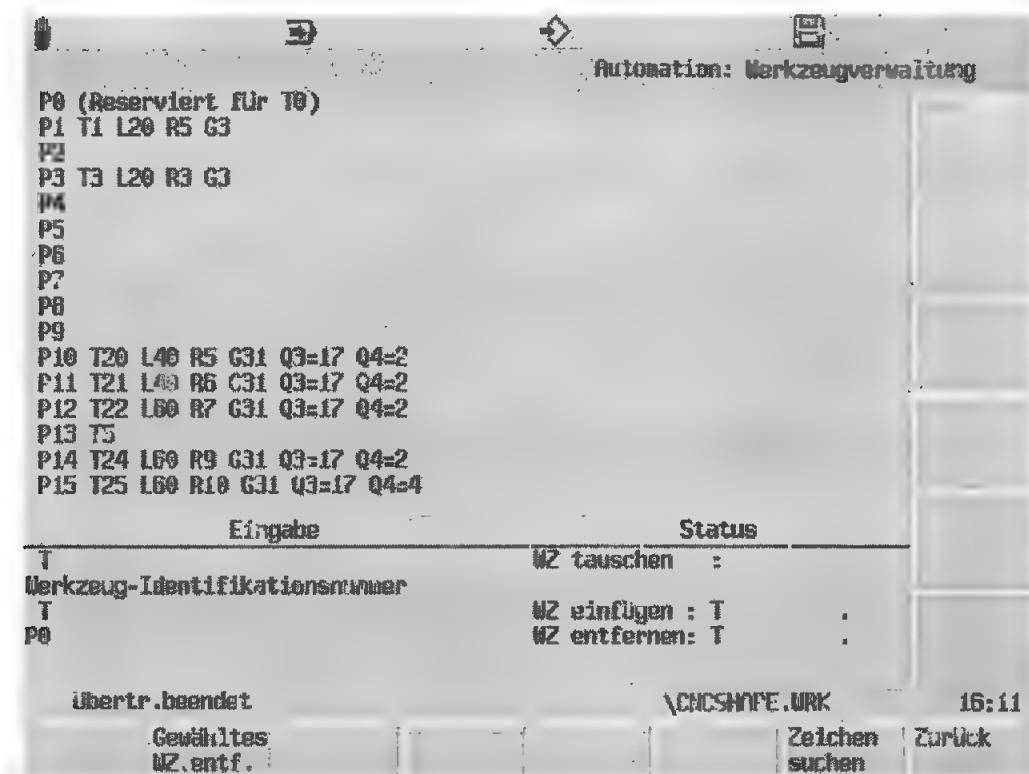 Automation: Werkzeugverwaltung
P0 (Reserviert für T0)
P1 T1 L20 R5 G3
P2
P3 T3 L20 R3 G3
P4
P5
P6
P7
P8
P9
P10 T20 L40 R5 G31 Q3=17 Q4=2
P11 T21 R6 G31 Q3=17 Q4=2
P12 T22 L60 R7 G31 Q3=17 Q4=2
P13 T5
P14 T24 L60 R9 G31 Q3=17 Q4=2
P15 T25 L60 R10 G31 Q3=17 Q4=4
Eingabe Status
T WZ tauschen :
Werkzeug-Identifikationsnummer
T WZ einfügen : T .
P0 WZ entfernen: T .
übertr.beendet \CNCSHAPE.WRK 16:11
Gewähltes Zeichen Zurück
WZ.entf. suchen